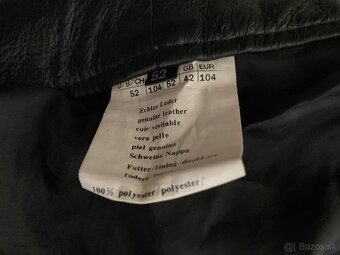 D/B/CH 52 GB EUR
52 104 52 42 104
Echtes Leder
genuine leather
cuir véritable
vera pelle
piel genuina
Schweins Nappa
Futter/lining/doublure
fodera
100% polyester/polyester/
Bazos.sk